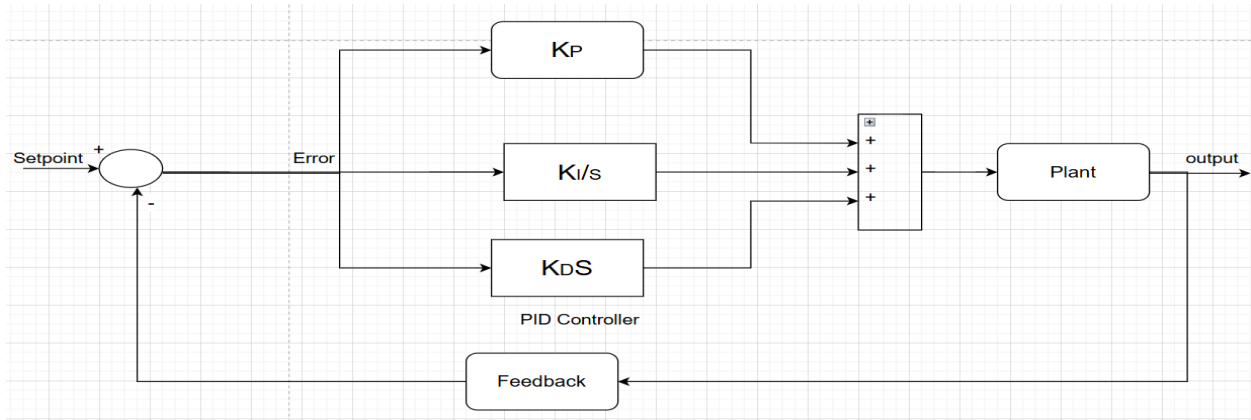 KP
+
Setpoint
Error
+
+
+
KI/s
Plant
output
-
KDS
PID Controller
Feedback